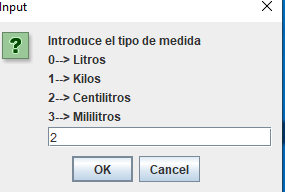 Input
Introduce el tipo de medida
0--> Litros
1--> Kilos
2--> Centilitros
3--> Mililitros
2
OK Cancel